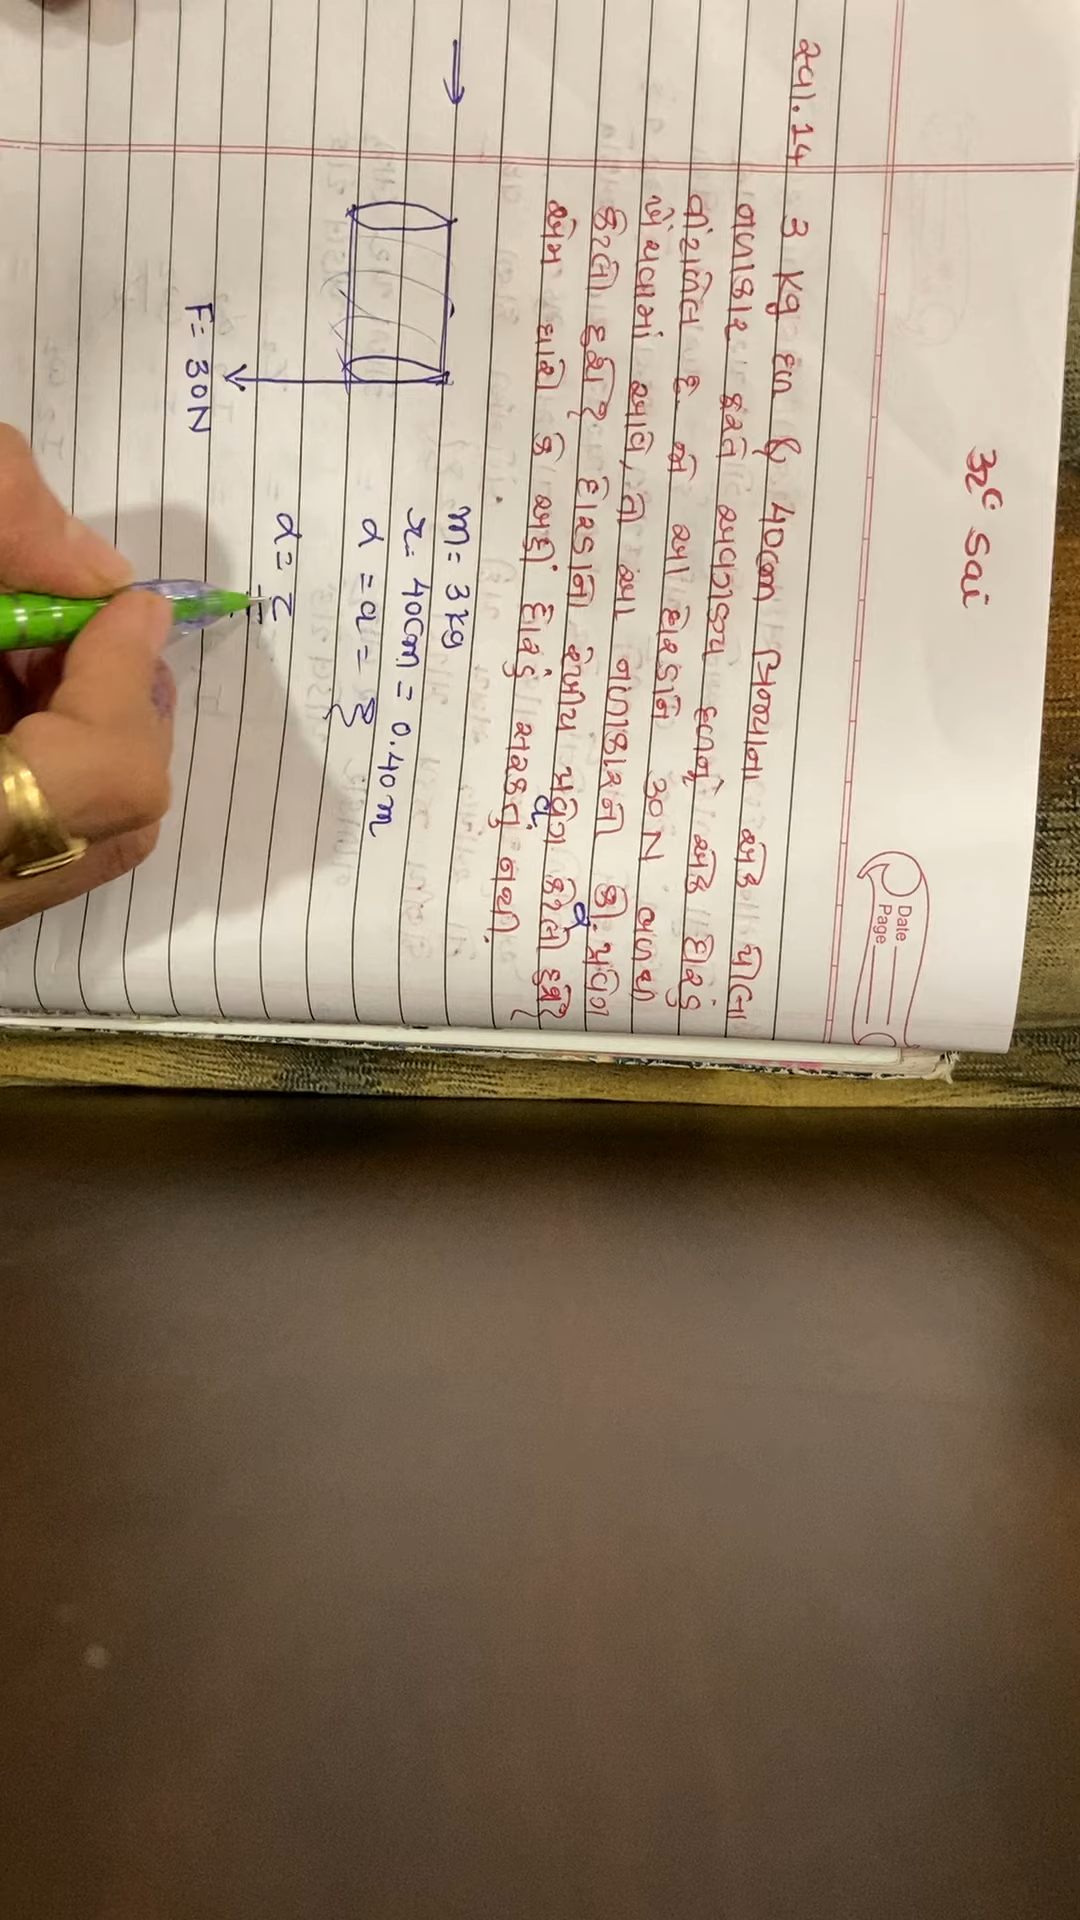 ૐ sai
Date
Page
સ્વા.14 3 kg દળ & 40cm ત્રિજ્યાના એક પોલા
નળાકાર ફરતે અવગણ્ય દળનું એક દોરડું
વીંટાળેલ છે. જો આ દોરડાને 30 N બળથી
ખેંચવામાં આવે, તો આ નળાકારનો કો. પ્રવેગ
કેટલો હશે? દોરડાનો રેખીય પ્રવેગ કેટલો હશે?
એમ ધારો કે અહીં દોરડું સરકતું નથી.
→
m = 3 kg
r = 40cm = 0.40 m
α = a = ?
F = 30N
α = τ
I